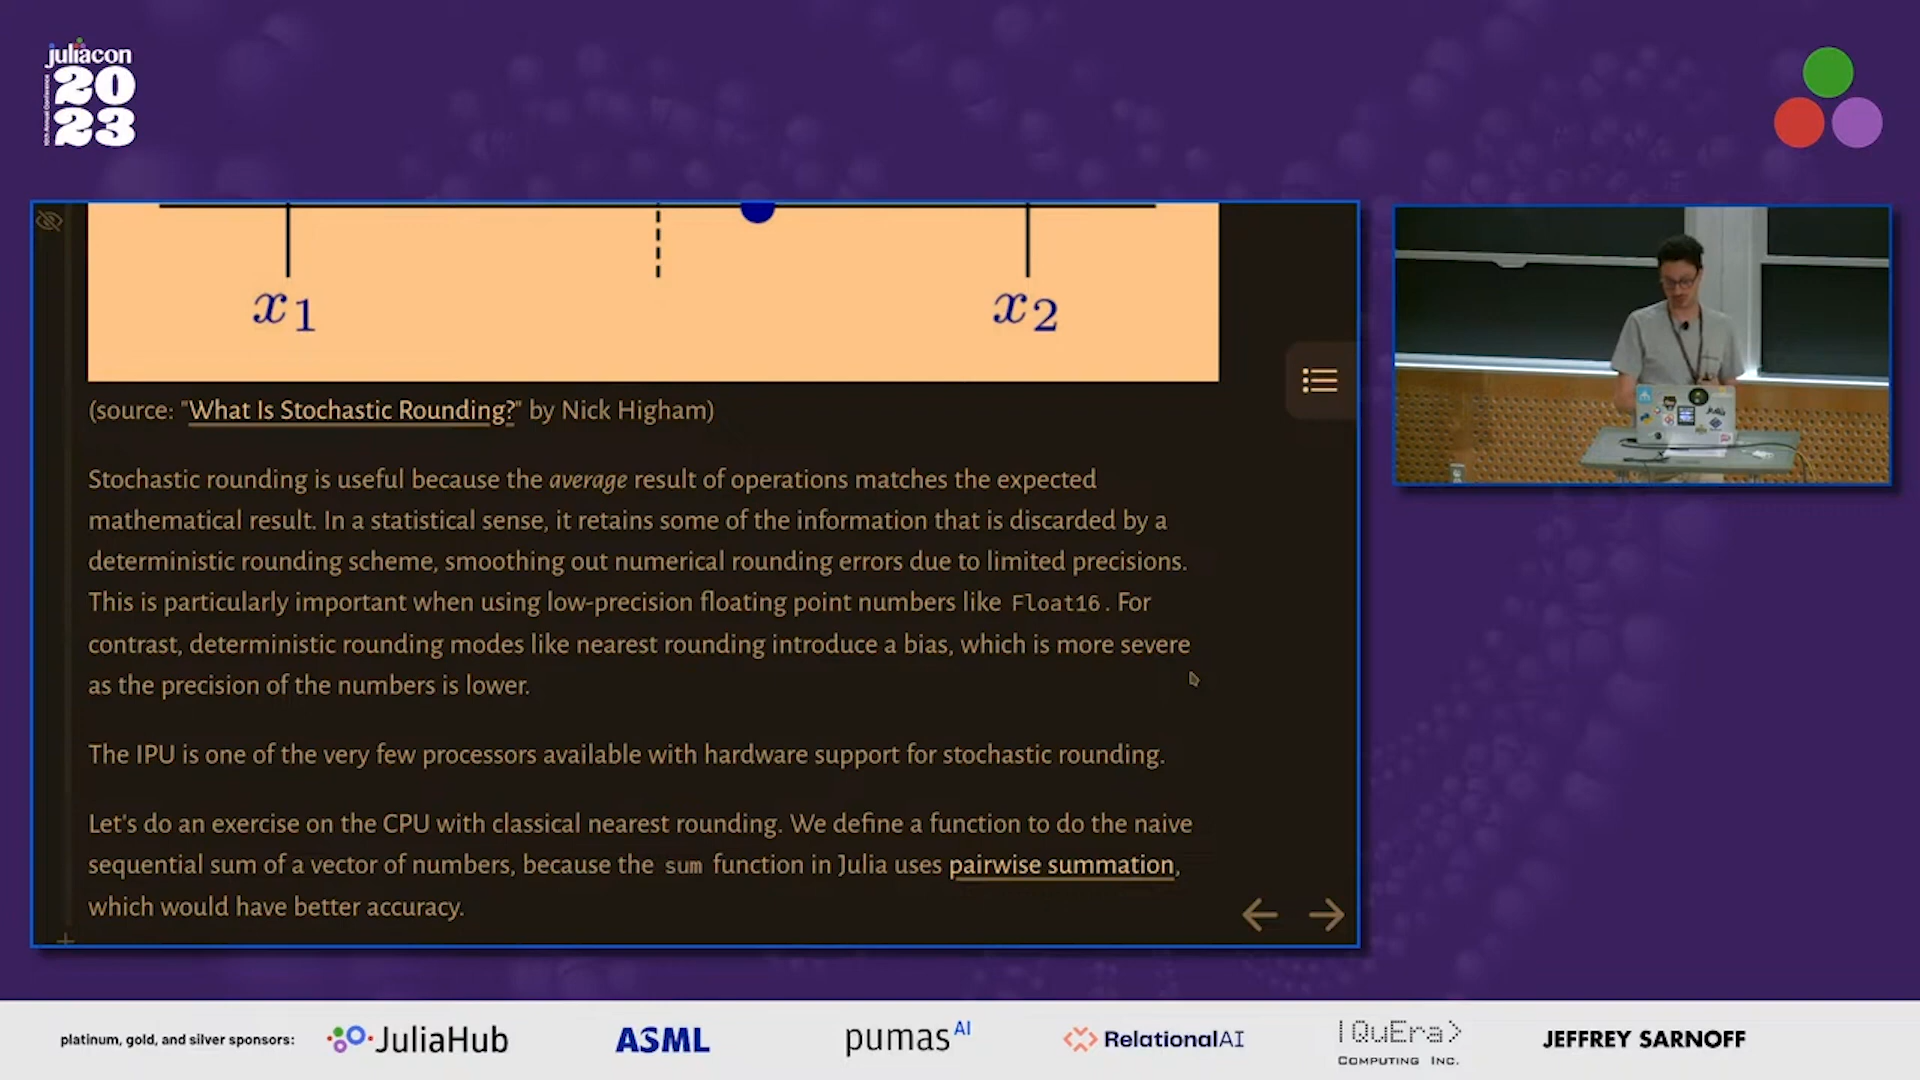 juliacon
20
23
10th Annual Conference
x1
x2
(source: "What Is Stochastic Rounding?" by Nick Higham)
Stochastic rounding is useful because the average result of operations matches the expected
mathematical result. In a statistical sense, it retains some of the information that is discarded by a
deterministic rounding scheme, smoothing out numerical rounding errors due to limited precisions.
This is particularly important when using low-precision floating point numbers like Float16. For
contrast, deterministic rounding modes like nearest rounding introduce a bias, which is more severe
as the precision of the numbers is lower.
The IPU is one of the very few processors available with hardware support for stochastic rounding.
Let's do an exercise on the CPU with classical nearest rounding. We define a function to do the naive
sequential sum of a vector of numbers, because the sum function in Julia uses pairwise summation,
which would have better accuracy.
platinum, gold, and silver sponsors:
JuliaHub
ASML
pumasAI
RelationalAI
|QuEra>
COMPUTING INC.
JEFFREY SARNOFF